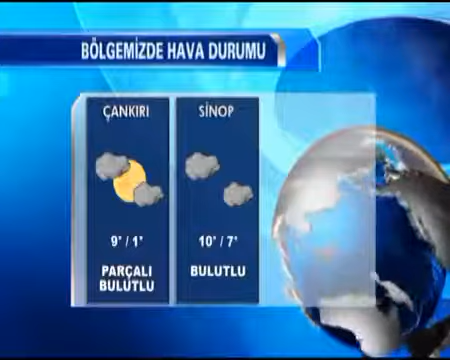 BÖLGEMİZDE HAVA DURUMU
ÇANKIRI
9° / 1°
PARÇALI
BULUTLU
SİNOP
10° / 7°
BULUTLU